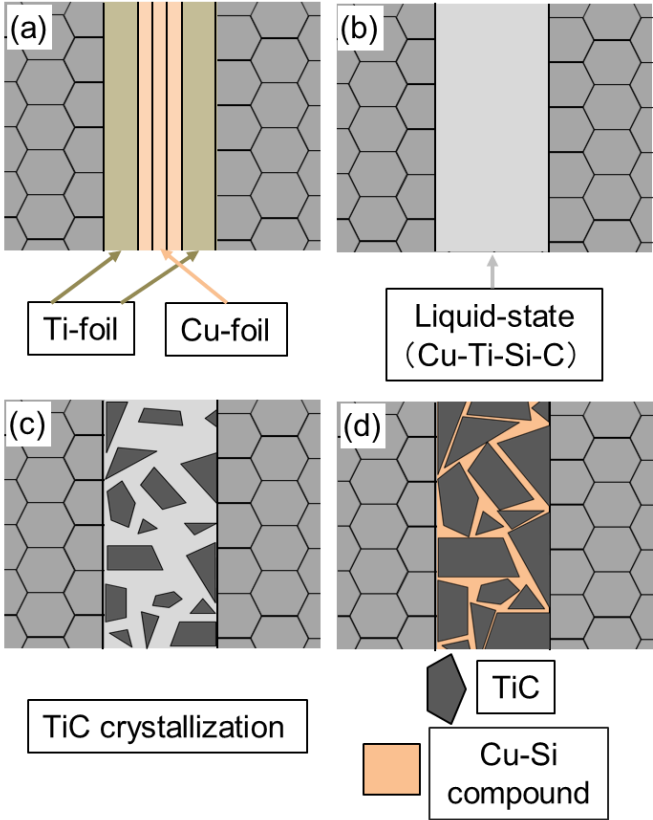 (a)
(b)
Ti-foil
Cu-foil
Liquid-state
（Cu-Ti-Si-C）
(c)
(d)
TiC crystallization
TiC
Cu-Si
compound